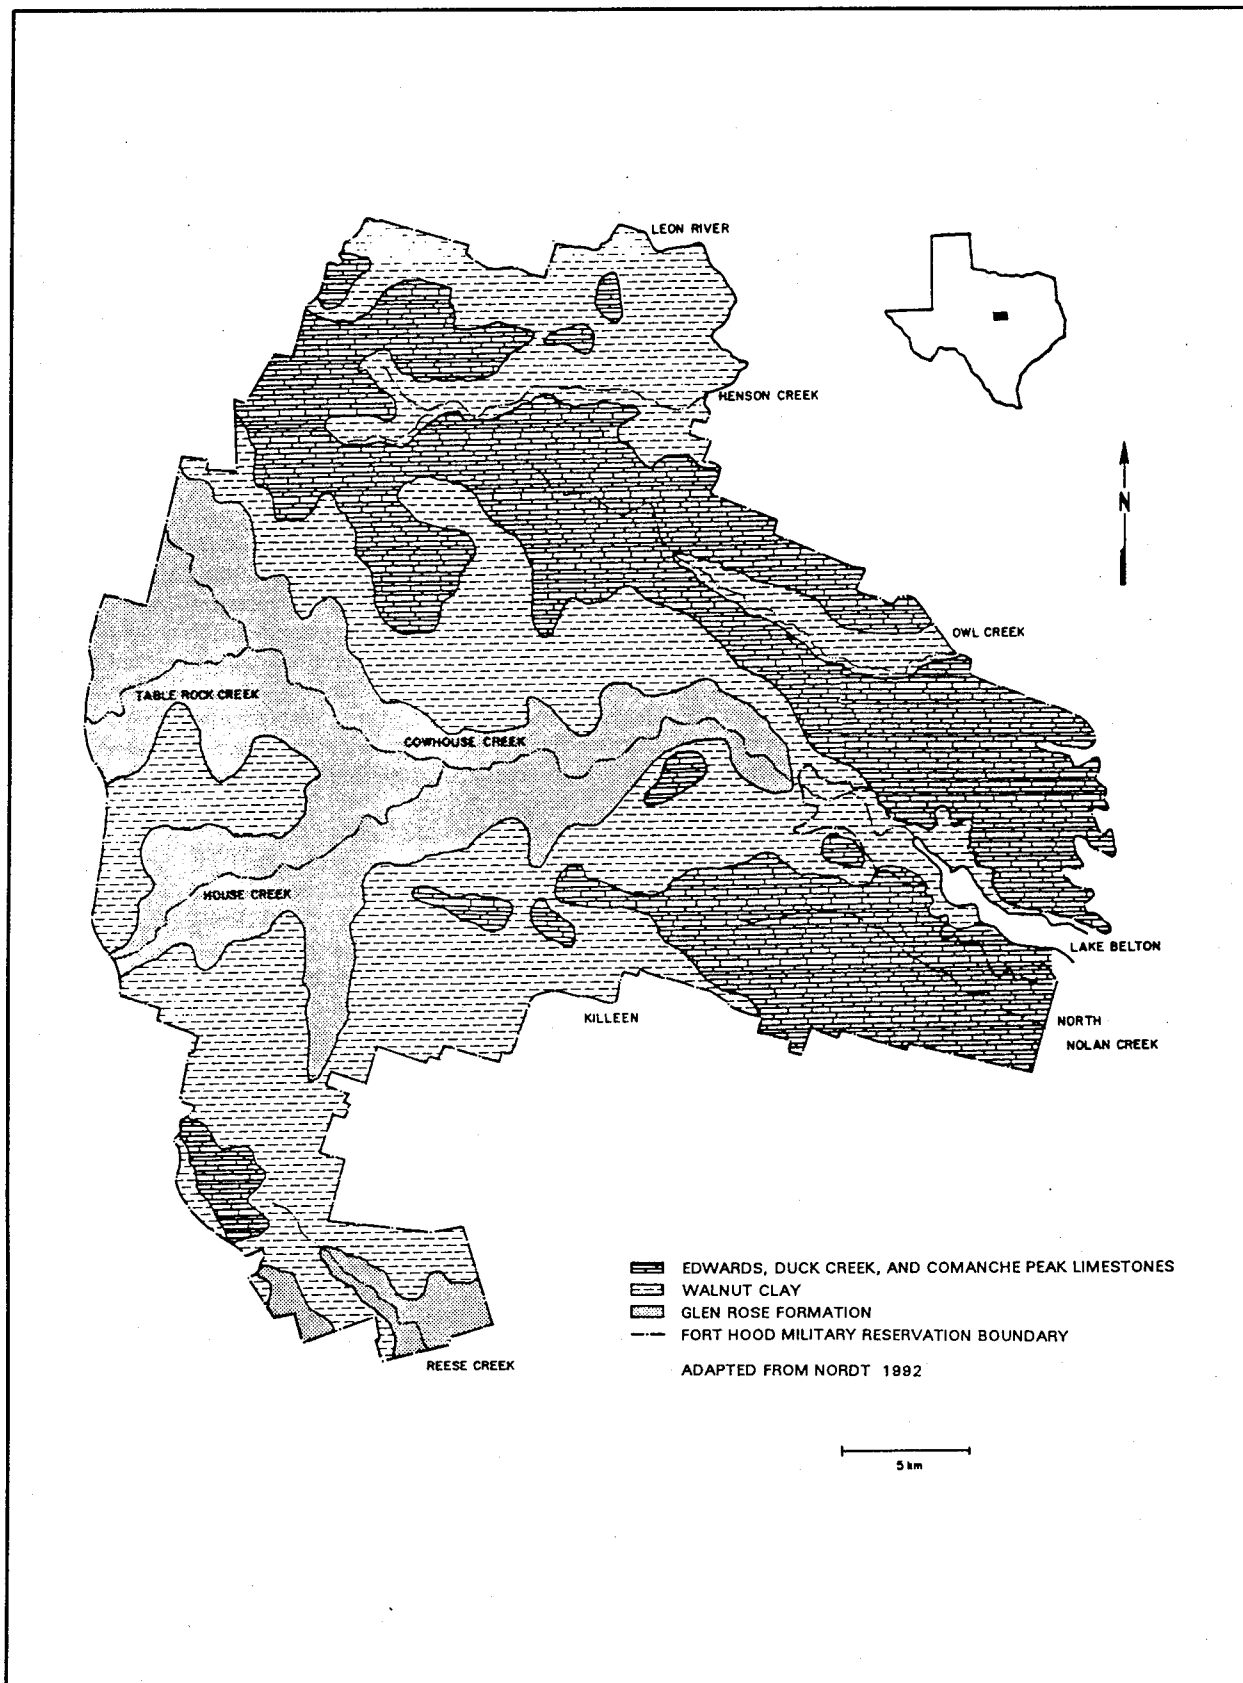 LEON RIVER
HENSON CREEK
N
OWL CREEK
TABLE ROCK CREEK
COWHOUSE CREEK
HOUSE CREEK
LAKE BELTON
KILLEEN
NORTH
NOLAN CREEK
EDWARDS, DUCK CREEK, AND COMANCHE PEAK LIMESTONES
WALNUT CLAY
GLEN ROSE FORMATION
FORT HOOD MILITARY RESERVATION BOUNDARY
REESE CREEK
ADAPTED FROM NORDT 1992
5 km